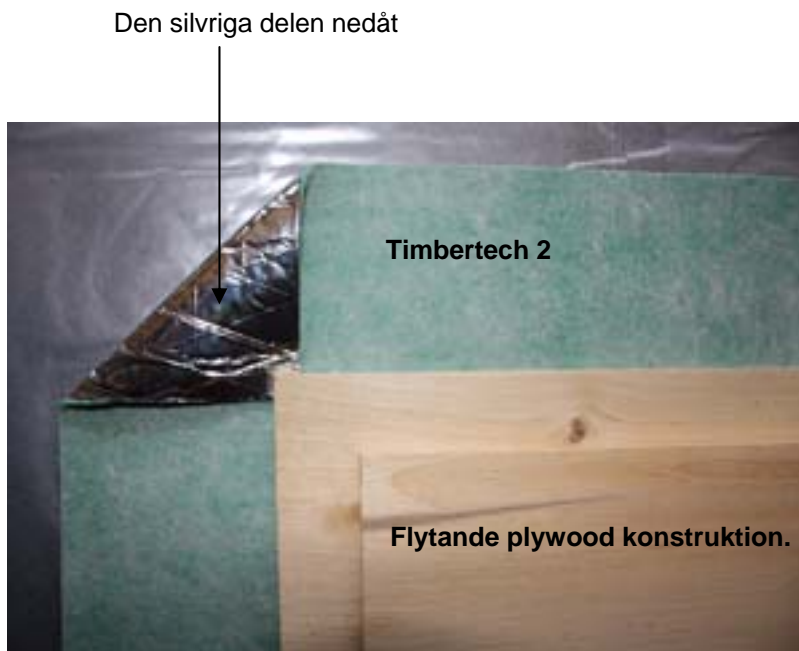 Den silvriga delen nedåt
Timbertech 2
Flytande plywood konstruktion.